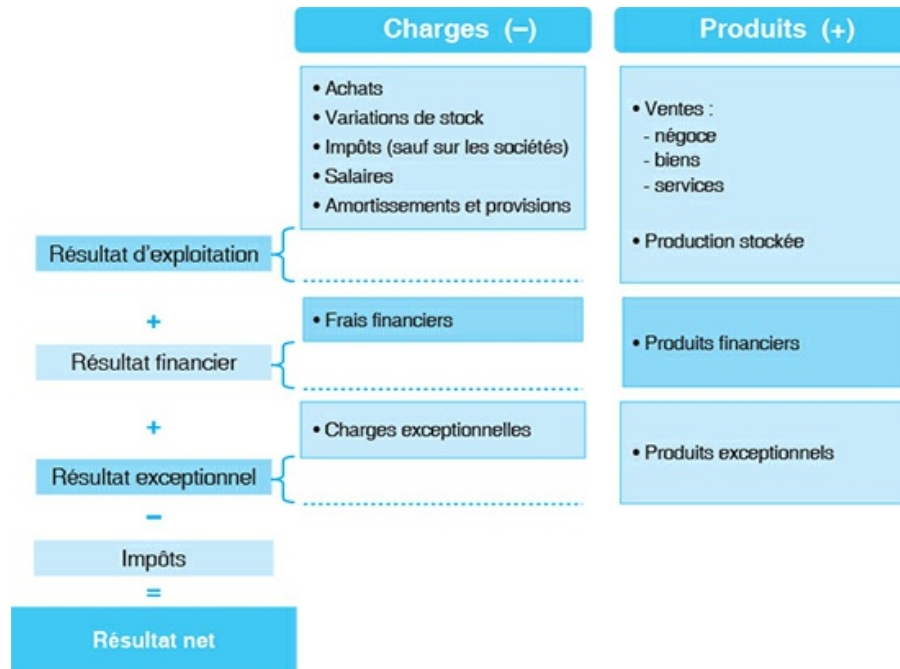 Charges (–)
Produits (+)
• Achats
• Variations de stock
• Impôts (sauf sur les sociétés)
• Salaires
• Amortissements et provisions
• Ventes :
- négoce
- biens
- services
• Production stockée
Résultat d’exploitation
+
• Frais financiers
• Produits financiers
Résultat financier
+
• Charges exceptionnelles
• Produits exceptionnels
Résultat exceptionnel
–
Impôts
=
Résultat net